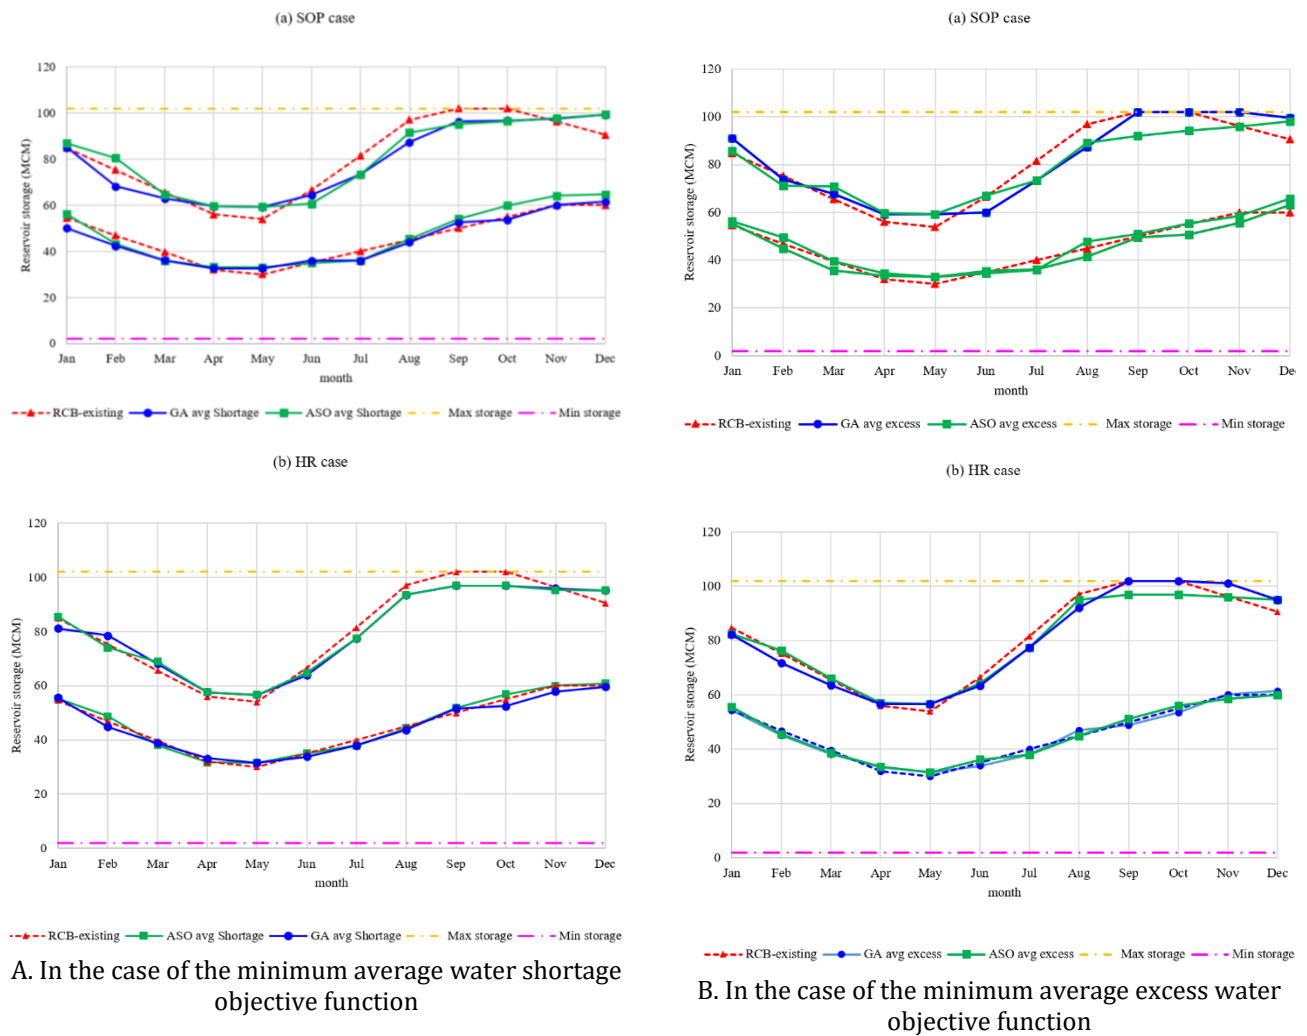 (a) SOP case
120
100
80
60
40
20
0
Reservoir storage (MCM)
Jan Feb Mar Apr May Jun Jul Aug Sep Oct Nov Dec
month
RCB-existing GA avg Shortage ASO avg Shortage Max storage Min storage
(b) HR case
120
100
80
60
40
20
0
Reservoir storage (MCM)
Jan Feb Mar Apr May Jun Jul Aug Sep Oct Nov Dec
month
RCB-existing ASO avg Shortage GA avg Shortage Max storage Min storage
A. In the case of the minimum average water shortage
objective function
(a) SOP case
120
100
80
60
40
20
0
Reservoir storage (MCM)
Jan Feb Mar Apr May Jun Jul Aug Sep Oct Nov Dec
month
RCB-existing GA avg excess ASO avg excess Max storage Min storage
(b) HR case
120
100
80
60
40
20
0
Reservoir storage (MCM)
Jan Feb Mar Apr May Jun Jul Aug Sep Oct Nov Dec
month
RCB-existing GA avg excess ASO avg excess Max storage Min storage
B. In the case of the minimum average excess water
objective function